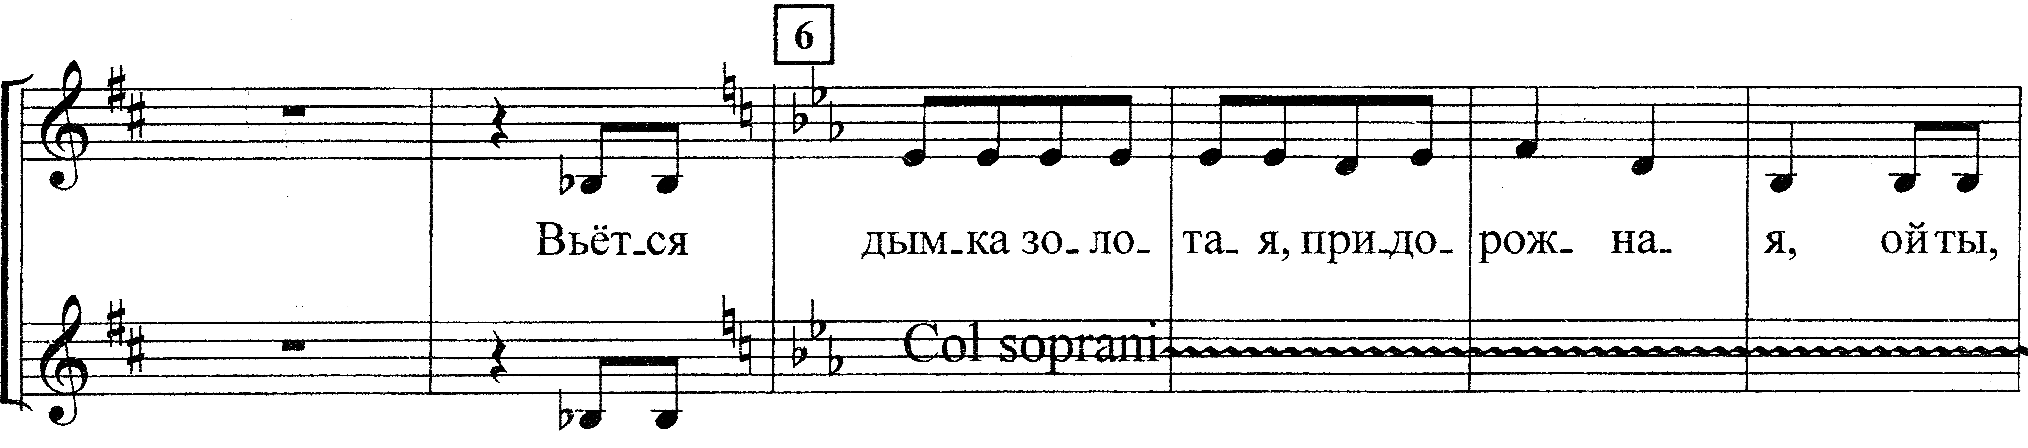 6
Вьёт-ся дым-ка зо-ло-та-я, при-до-рож-на-я, ой ты,
Col soprani